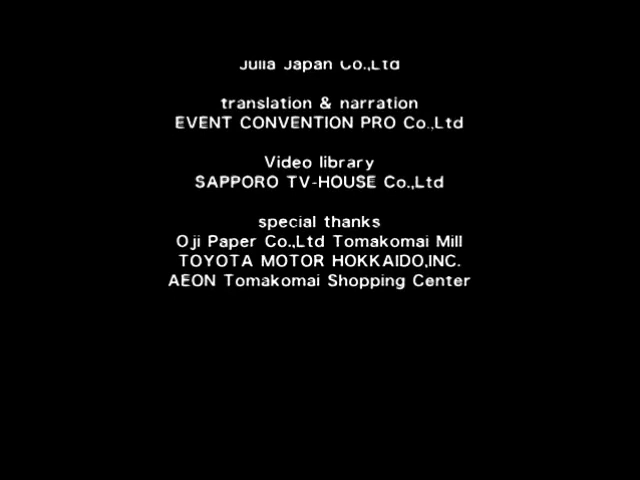 Julia Japan Co.,Ltd
translation & narration
EVENT CONVENTION PRO Co.,Ltd
Video library
SAPPORO TV-HOUSE Co.,Ltd
special thanks
Oji Paper Co.,Ltd Tomakomai Mill
TOYOTA MOTOR HOKKAIDO,INC.
AEON Tomakomai Shopping Center